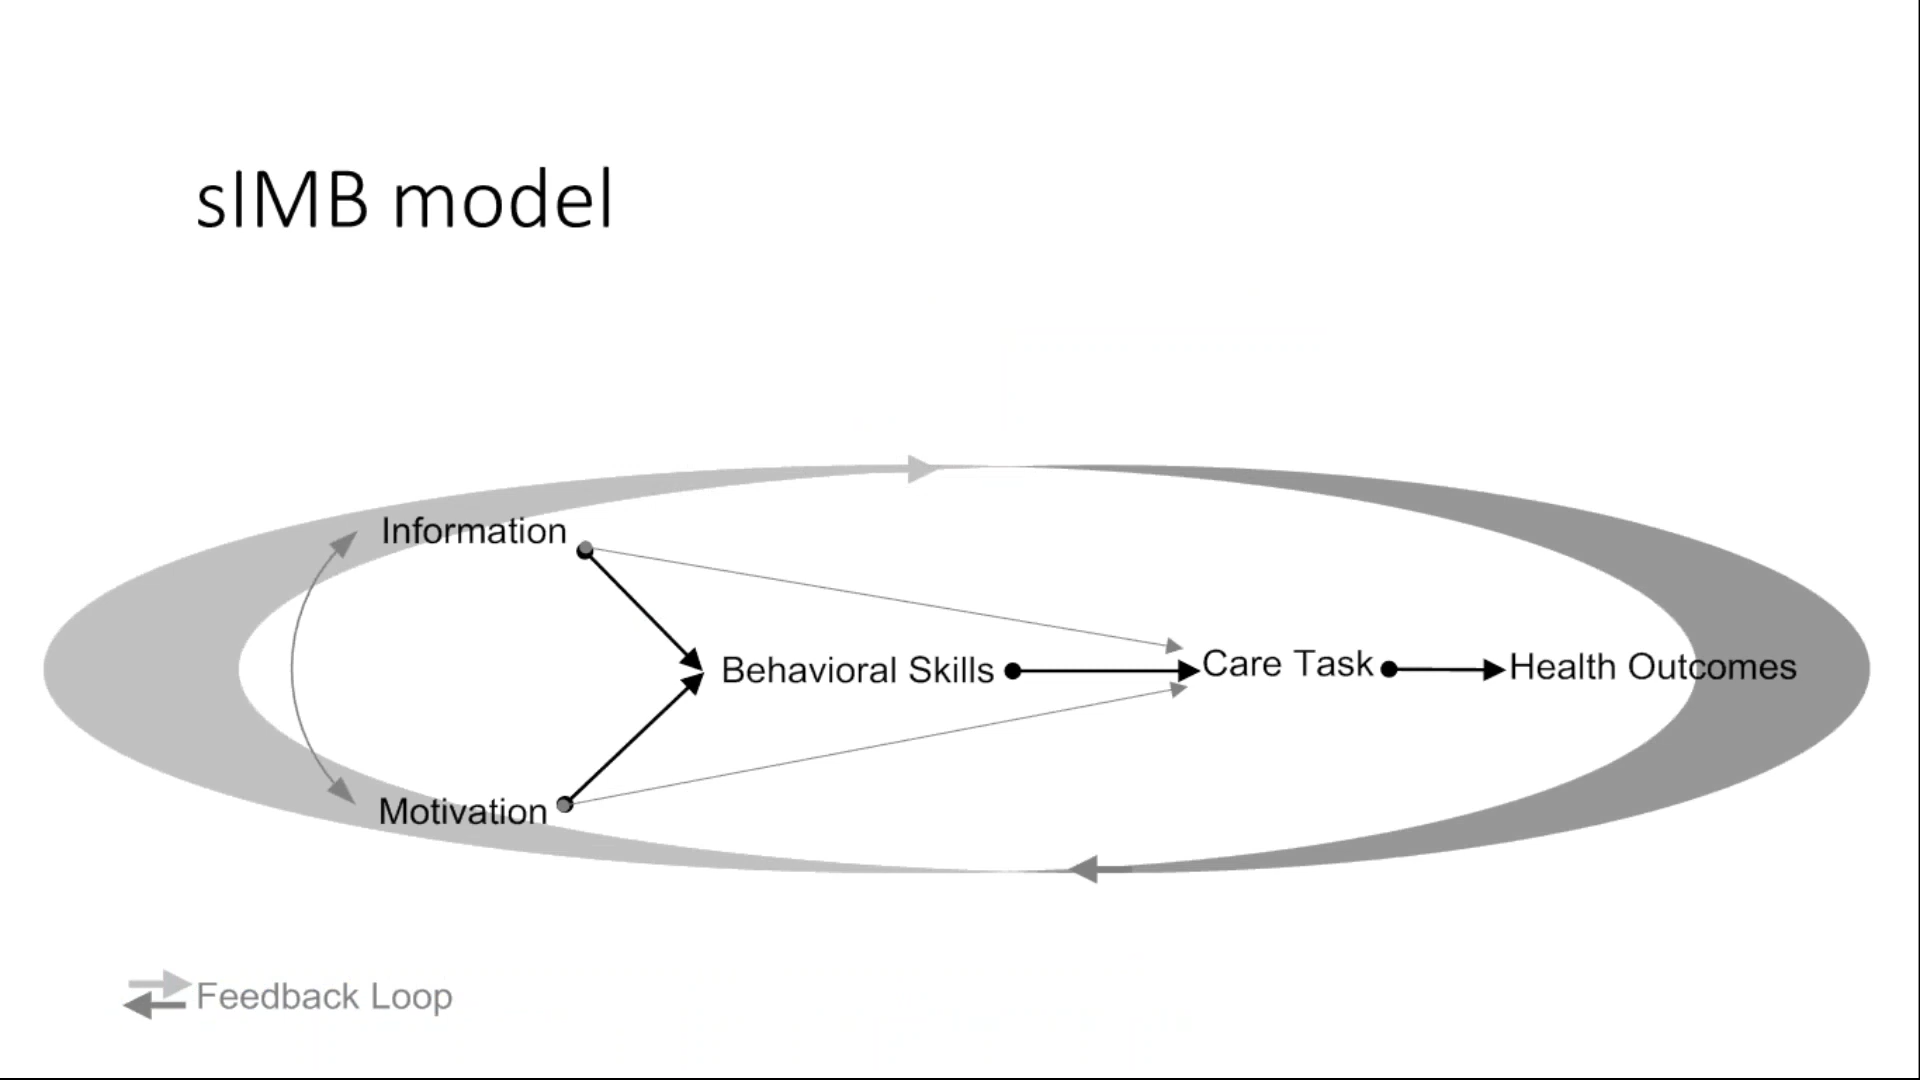 sIMB model
Information
Behavioral Skills
Care Task
Health Outcomes
Motivation
Feedback Loop